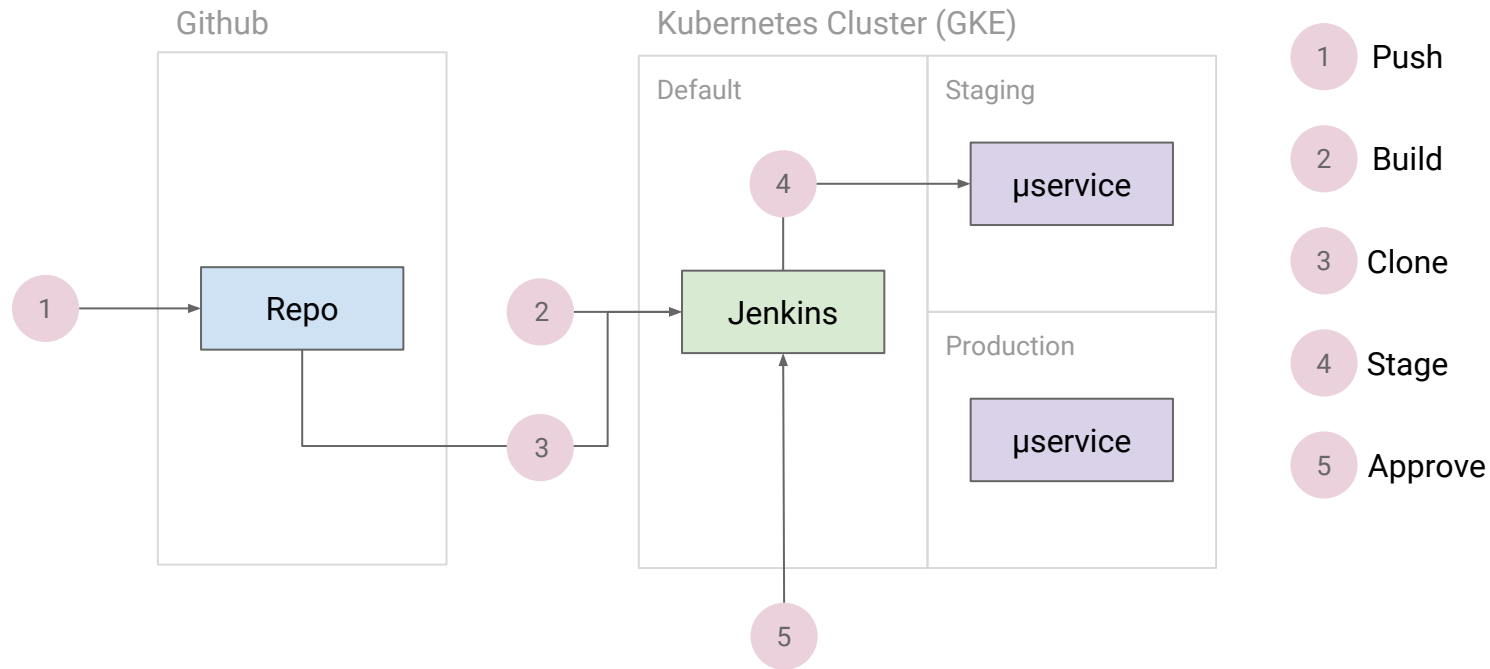 Github
Kubernetes Cluster (GKE)
Default
Staging
Production
1
Repo
2
3
Jenkins
4
µservice
µservice
5
1 Push
2 Build
3 Clone
4 Stage
5 Approve